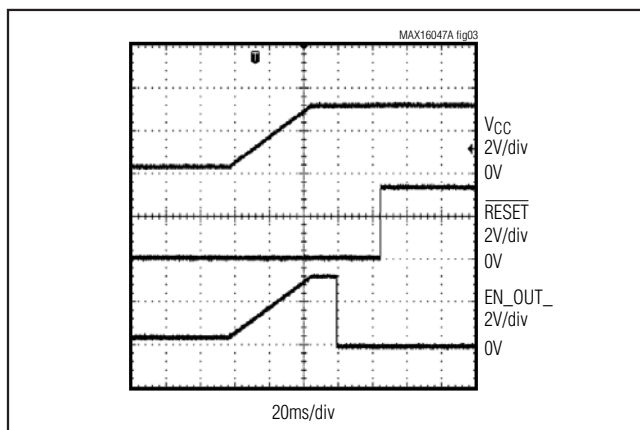 MAX16047A fig03
T
VCC
2V/div
0V
RESET
2V/div
0V
EN_OUT_
2V/div
0V
20ms/div